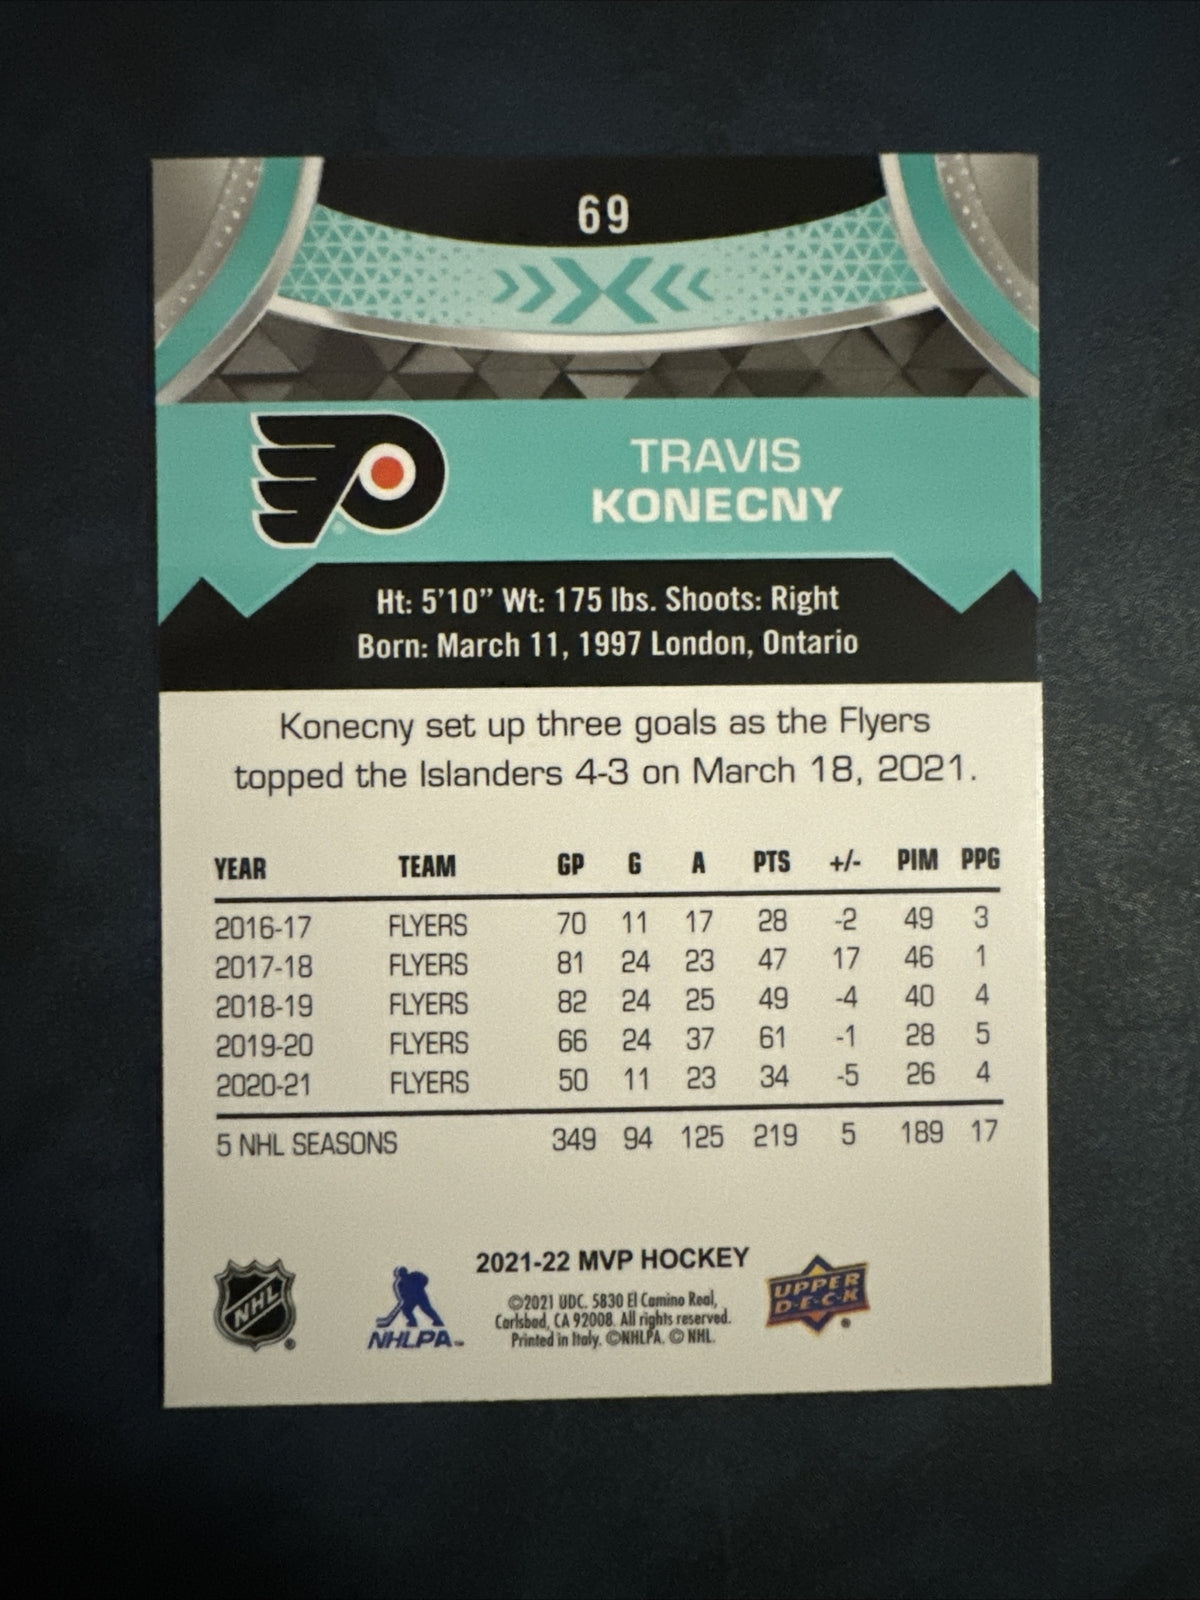 69
TRAVIS
KONECNY
Ht: 5'10” Wt: 175 lbs. Shoots: Right
Born: March 11, 1997 London, Ontario
Konecny set up three goals as the Flyers
topped the Islanders 4-3 on March 18, 2021.
YEAR TEAM GP G A PTS +/- PIM PPG
2016-17 FLYERS 70 11 17 28 -2 49 3
2017-18 FLYERS 81 24 23 47 17 46 1
2018-19 FLYERS 82 24 25 49 -4 40 4
2019-20 FLYERS 66 24 37 61 -1 28 5
2020-21 FLYERS 50 11 23 34 -5 26 4
5 NHL SEASONS 349 94 125 219 5 189 17
2021-22 MVP HOCKEY
©2021 UDC. 5830 El Camino Real,
Carlsbad, CA 92008. All rights reserved.
Printed in Italy. ©NHLPA. © NHL.
NHL ®
NHLPA™
UPPER
D·E·C·K ®